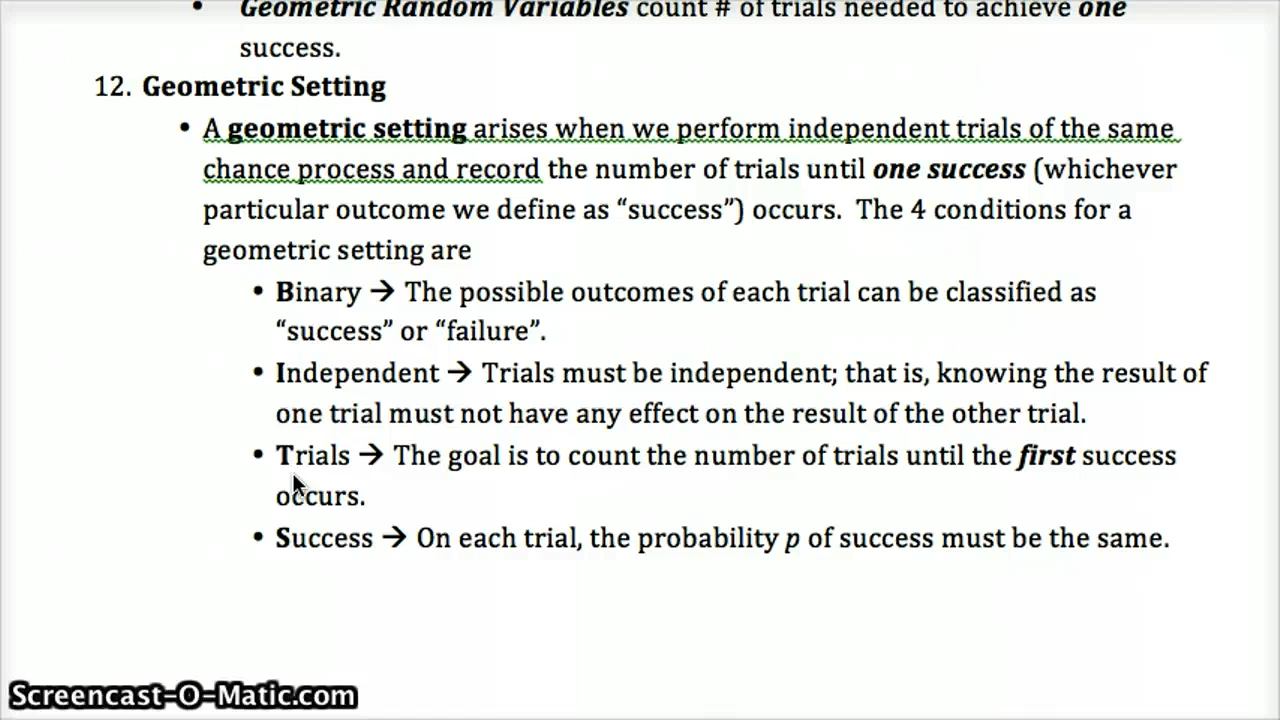 • Geometric Random Variables count # of trials needed to achieve one
success.
12. Geometric Setting
• A geometric setting arises when we perform independent trials of the same
chance process and record the number of trials until one success (whichever
particular outcome we define as “success”) occurs.  The 4 conditions for a
geometric setting are
• Binary → The possible outcomes of each trial can be classified as
“success” or “failure”.
• Independent → Trials must be independent; that is, knowing the result of
one trial must not have any effect on the result of the other trial.
• Trials → The goal is to count the number of trials until the first success
occurs.
• Success → On each trial, the probability p of success must be the same.
Screencast-O-Matic.com